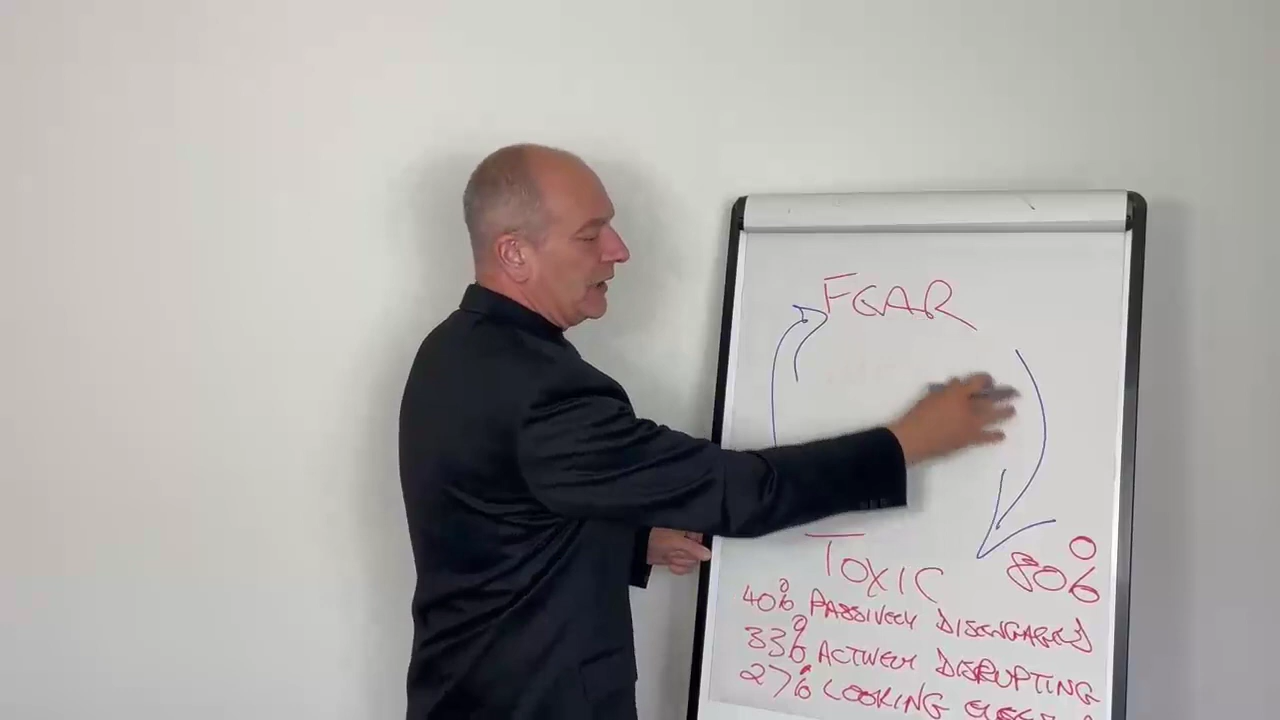 FEAR
TOXIC 80%
40% PASSIVELY DISENGAGED
33% ACTIVELY DISRUPTING
27% LOOKING